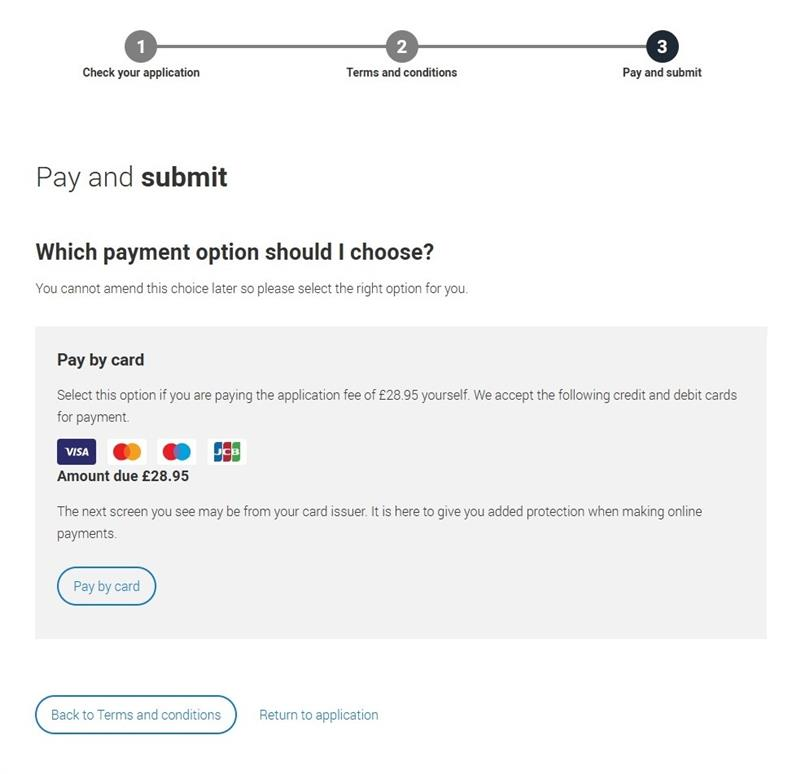 1
2
3
Check your application
Terms and conditions
Pay and submit
Pay and submit
Which payment option should I choose?
You cannot amend this choice later so please select the right option for you.
Pay by card
Select this option if you are paying the application fee of £28.95 yourself. We accept the following credit and debit cards
for payment.
VISA
JCB
Amount due £28.95
The next screen you see may be from your card issuer. It is here to give you added protection when making online
payments.
Pay by card
Back to Terms and conditions
Return to application